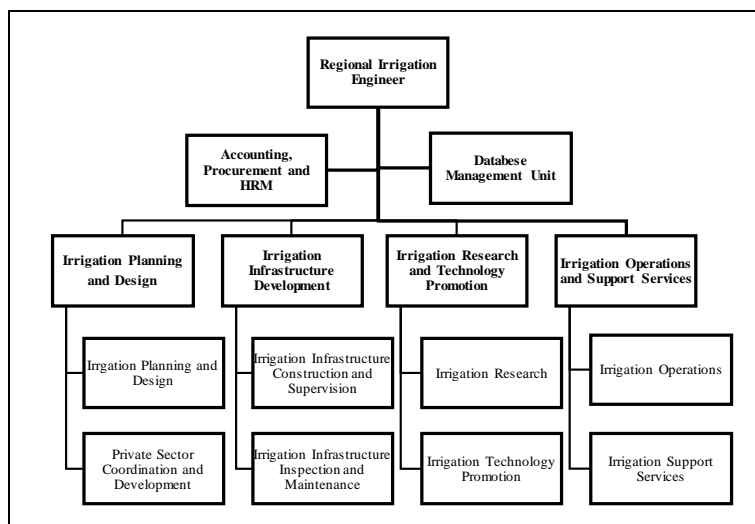 Regional Irrigation
Engineer
Accounting,
Procurement and
HRM
Databese
Management Unit
Irrigation Planning
and Design
Irrigation
Infrastructure
Development
Irrigation Research
and Technology
Promotion
Irrigation Operations
and Support Services
Irrgation Planning and
Design
Irrigation Infrastructure
Construction and
Supervision
Irrigation Research
Irrigation Operations
Private Sector
Coordination and
Development
Irrigation Infrastructure
Inspection and
Maintenance
Irrigation Technology
Promotion
Irrigation Support
Services